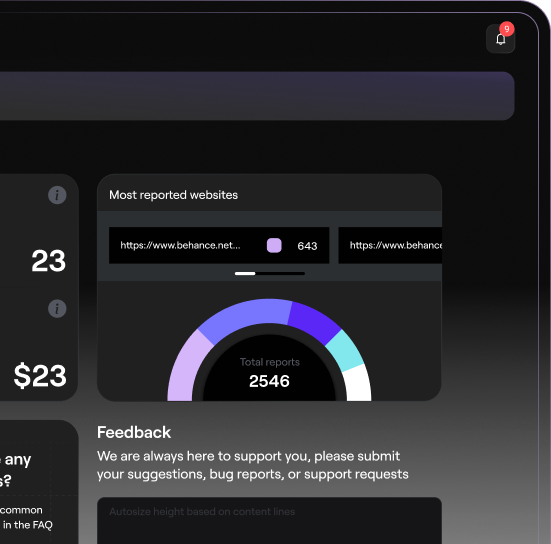 9
i
Most reported websites
https://www.behance.net...
643
https://www.behance
23
i
Total reports
2546
$23
Feedback
We are always here to support you, please submit
your suggestions, bug reports, or support requests
any
s?
common
in the FAQ
Autosize height based on content lines